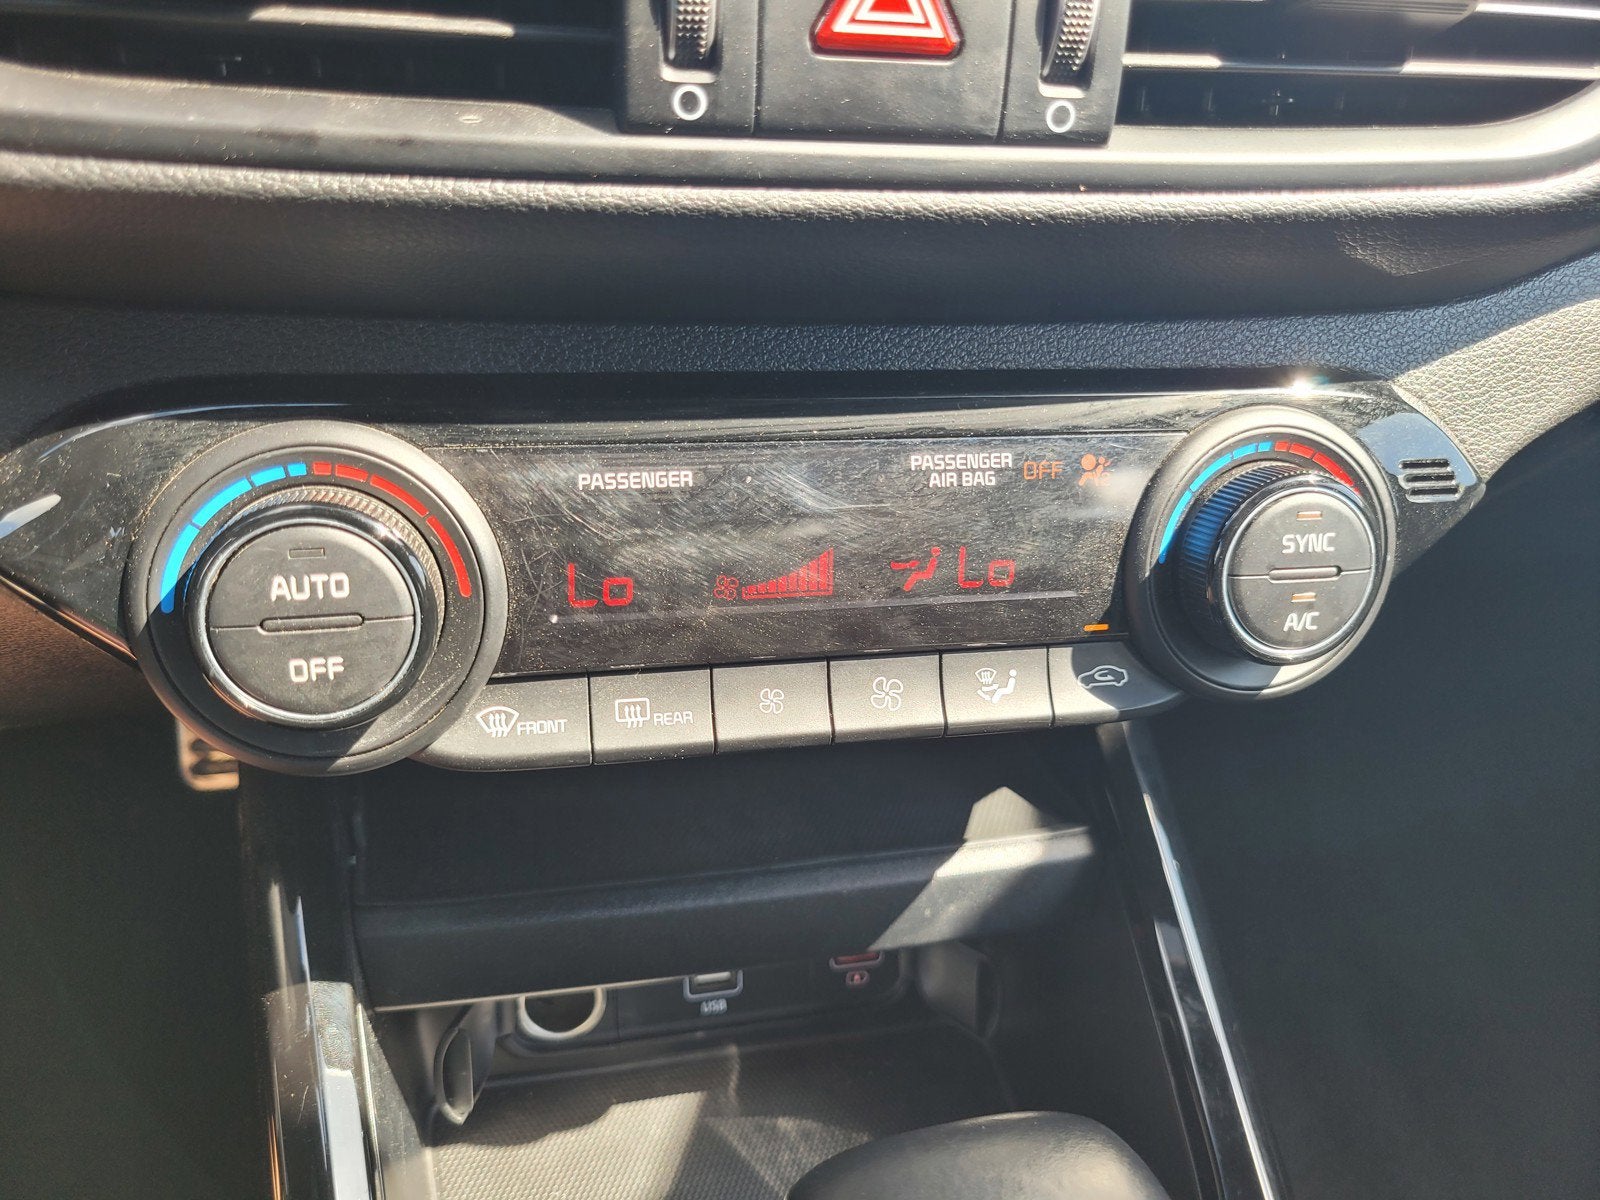 PASSENGER
PASSENGER
AIR BAG
OFF
AUTO
OFF
Lo
Lo
SYNC
A/C
FRONT
REAR
USB